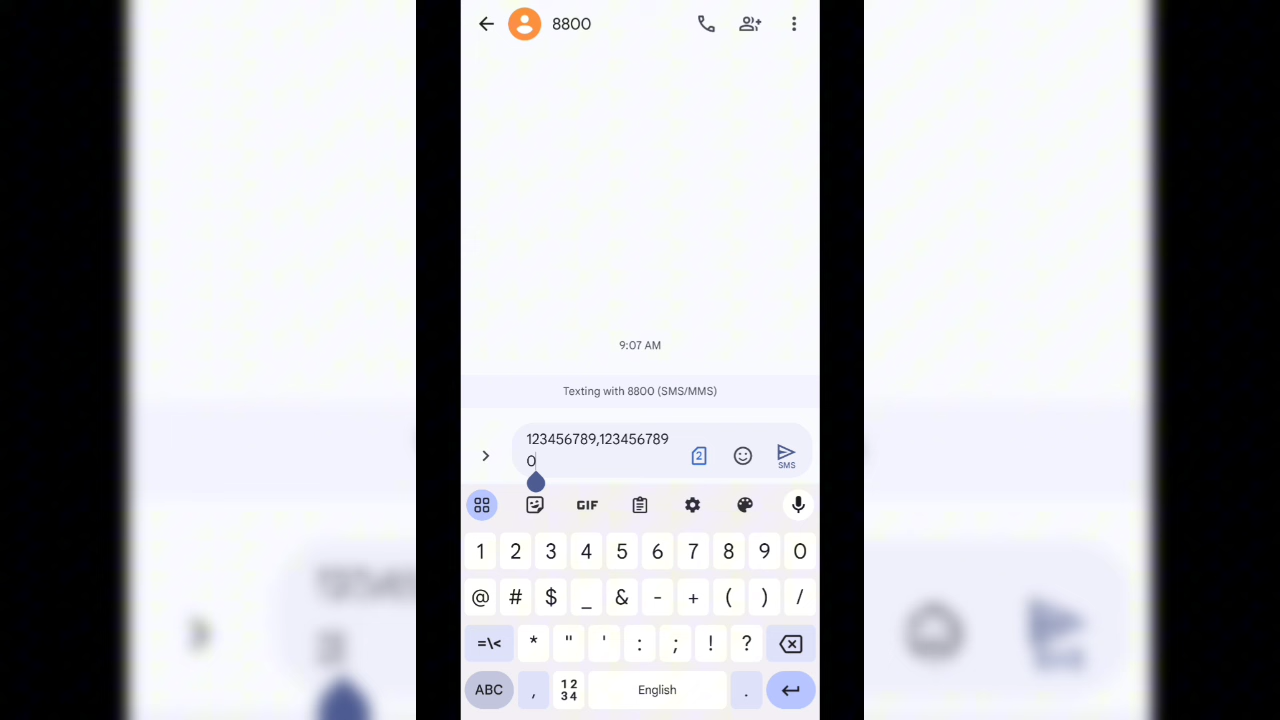 8800
9:07 AM
Texting with 8800 (SMS/MMS)
123456789,123456789
0
2
SMS
GIF
1 2 3 4 5 6 7 8 9 0
@ # $ _ & - + ( ) /
=\< * " ' : ; ! ?
ABC , 12 34 English .